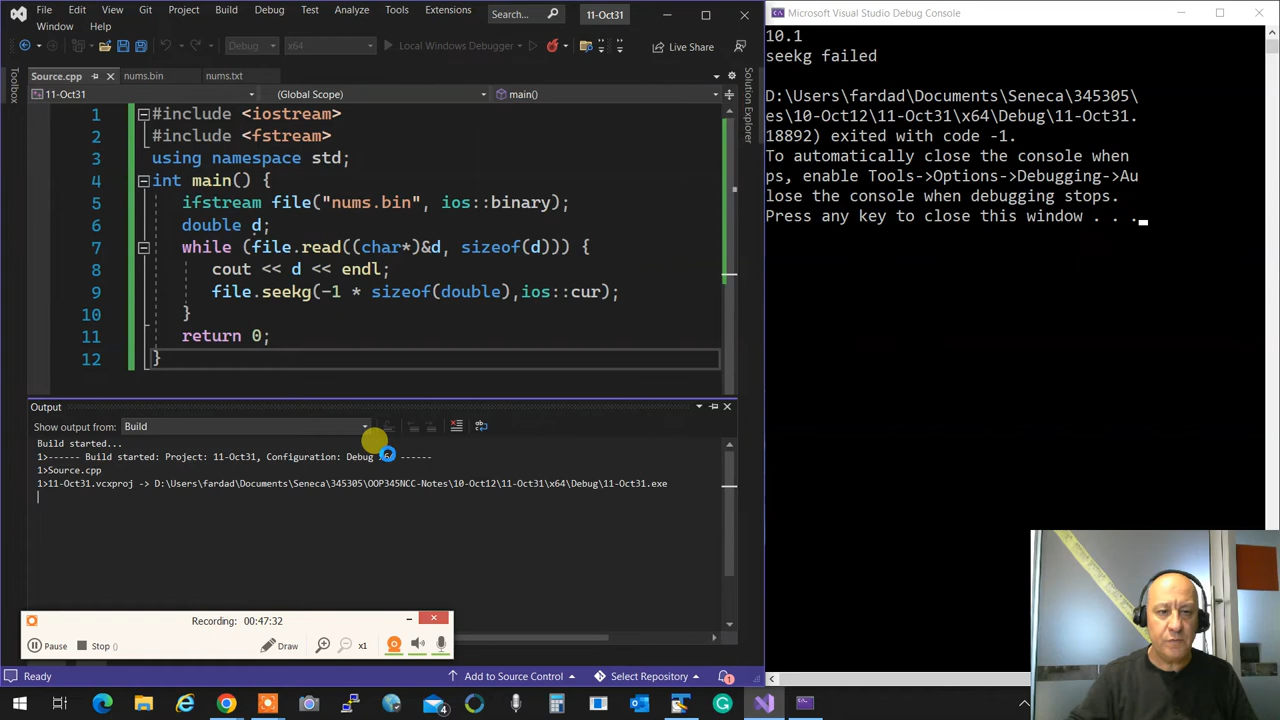 File Edit View Git Project Build Debug Test Analyze Tools Extensions Search... 11-Oct31
Window Help
Debug x64 Local Windows Debugger Live Share
Source.cpp nums.bin nums.txt
11-Oct31 (Global Scope) main()
Toolbox
Solution Explorer
1 #include <iostream>
2 #include <fstream>
3 using namespace std;
4 int main() {
5 ifstream file("nums.bin", ios::binary);
6 double d;
7 while (file.read((char*)&d, sizeof(d))) {
8 cout << d << endl;
9 file.seekg(-1 * sizeof(double),ios::cur);
10 }
11 return 0;
12 }
Output
Show output from: Build
Build started...
1>------ Build started: Project: 11-Oct31, Configuration: Debug x64 ------
1>Source.cpp
1>11-Oct31.vcxproj -> D:\Users\fardad\Documents\Seneca\345305\OOP345NCC-Notes\10-Oct12\11-Oct31\x64\Debug\11-Oct31.exe
Recording: 00:47:32
Pause Stop () Draw x1
Ready Add to Source Control Select Repository 1
4
Microsoft Visual Studio Debug Console
10.1
seekg failed
D:\Users\fardad\Documents\Seneca\345305\
es\10-Oct12\11-Oct31\x64\Debug\11-Oct31.
18892) exited with code -1.
To automatically close the console when
ps, enable Tools->Options->Debugging->Au
lose the console when debugging stops.
Press any key to close this window . . .